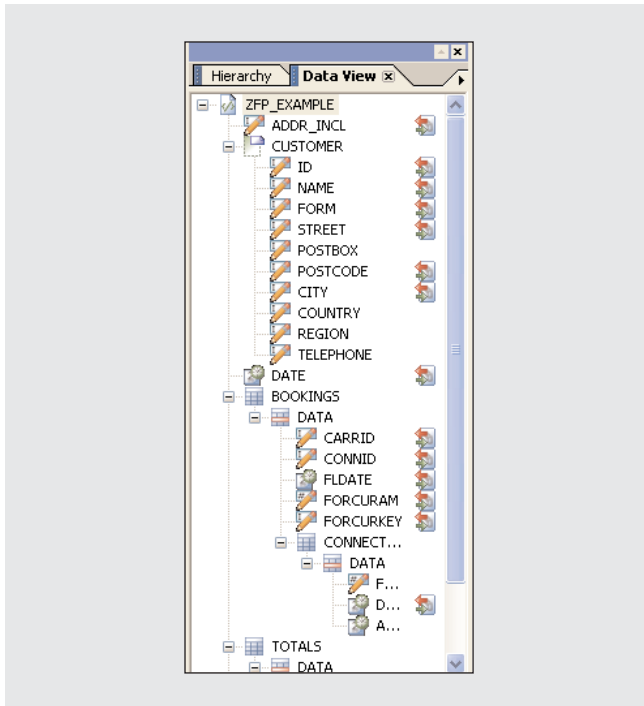 Hierarchy Data View
ZFP_EXAMPLE
ADDR_INCL
CUSTOMER
ID
NAME
FORM
STREET
POSTBOX
POSTCODE
CITY
COUNTRY
REGION
TELEPHONE
DATE
BOOKINGS
DATA
CARRID
CONNID
FLDATE
FORCURAM
FORCURKEY
CONNECT...
DATA
F...
D...
A...
TOTALS
DATA